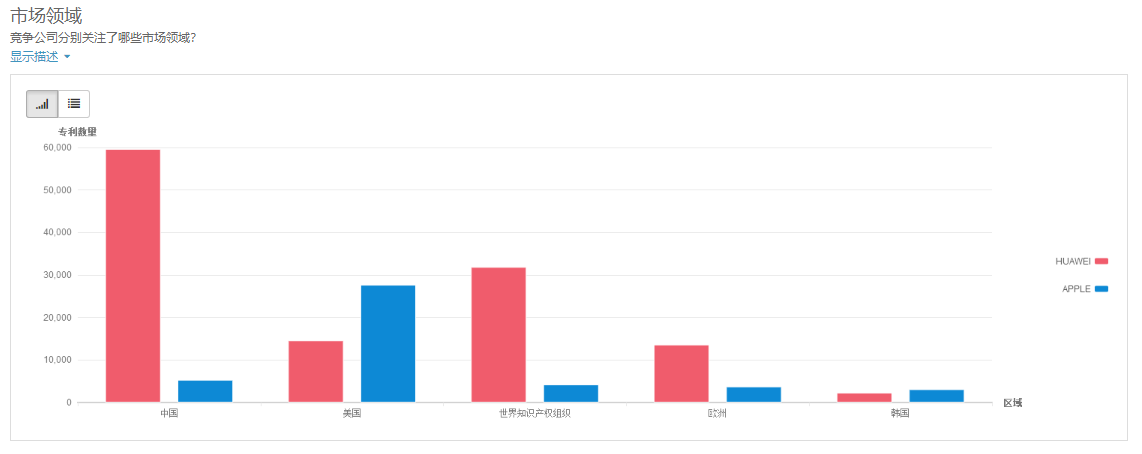 市场领域
竞争公司分别关注了哪些市场领域?
显示描述
专利数量
60,000
50,000
40,000
30,000
20,000
10,000
0
中国
美国
世界知识产权组织
欧洲
韩国
区域
HUAWEI
APPLE